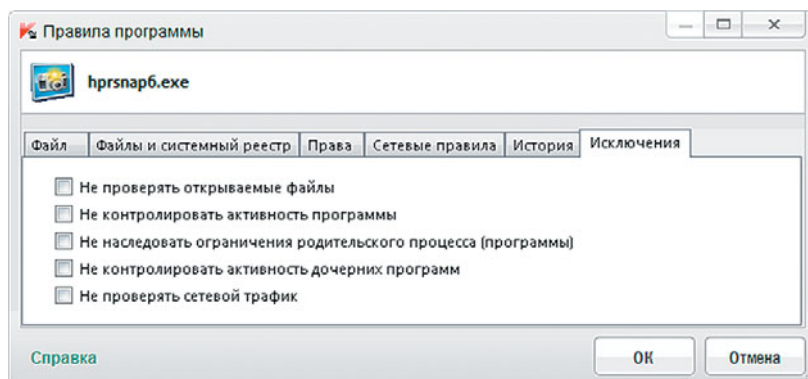 Правила программы
hprsnap6.exe
Файл Файлы и системный реестр Права Сетевые правила История Исключения
Не проверять открываемые файлы
Не контролировать активность программы
Не наследовать ограничения родительского процесса (программы)
Не контролировать активность дочерних программ
Не проверять сетевой трафик
Справка ОК Отмена